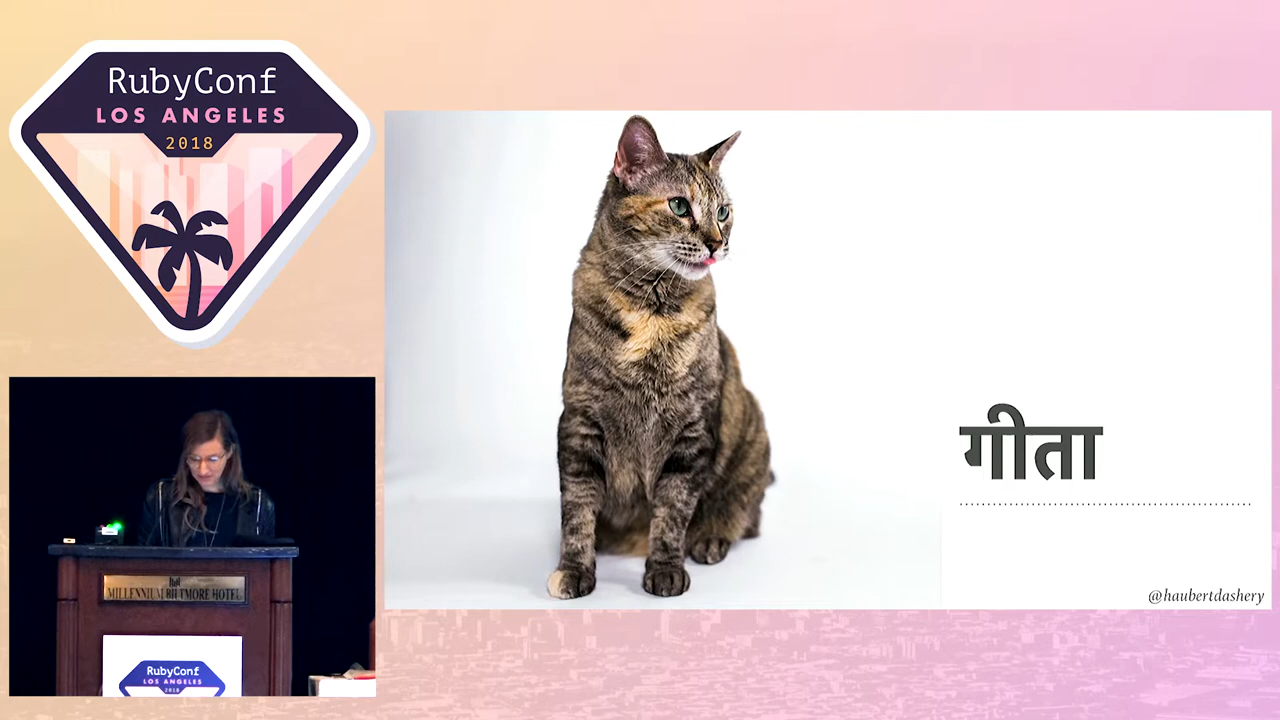 RubyConf
LOS ANGELES
2018
गीता
@haubertdashery
MILLENNIUM BILTMORE HOTEL
RubyConf
LOS ANGELES
2018